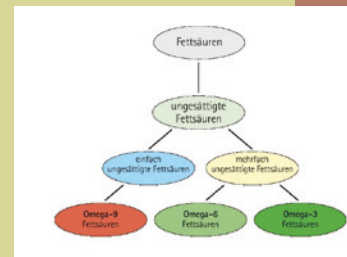 Fettsäuren
ungesättigte
Fettsäuren
einfach
ungesättigte Fettsäuren
mehrfach
ungesättigte Fettsäuren
Omega-9
Fettsäuren
Omega-6
Fettsäuren
Omega-3
Fettsäuren